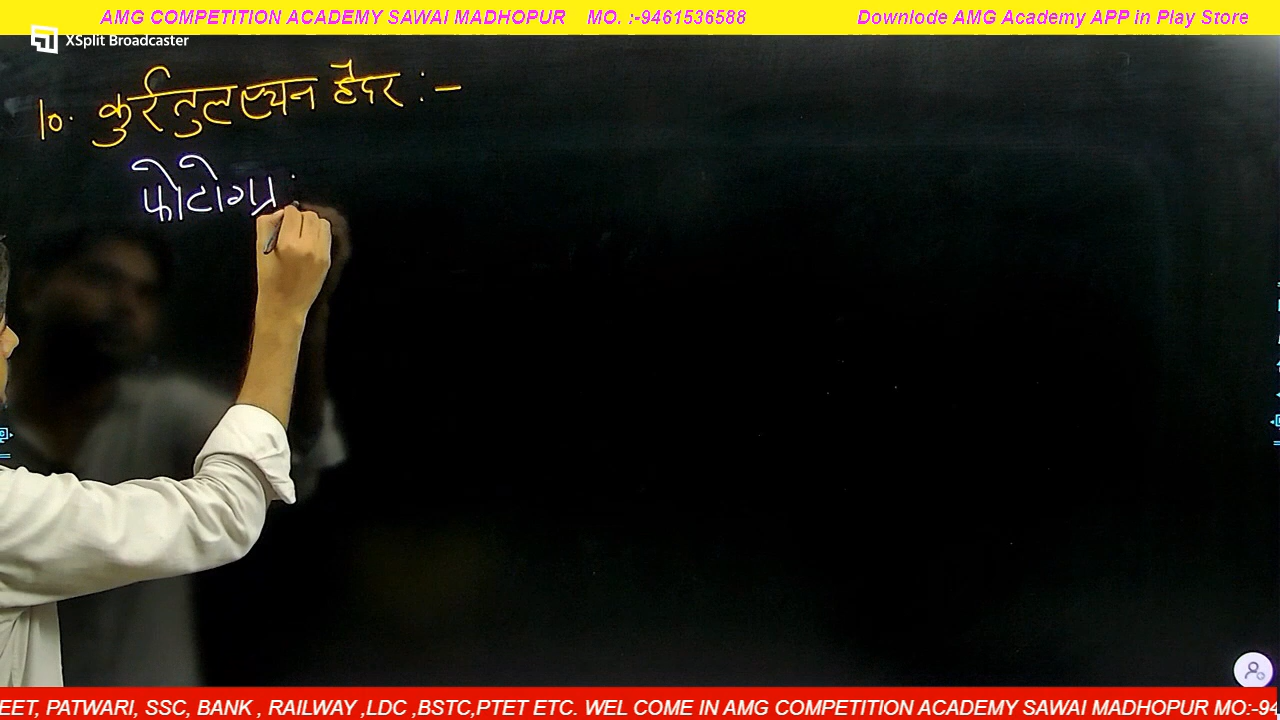 AMG COMPETITION ACADEMY SAWAI MADHOPUR MO. :-9461536588 Downlode AMG Academy APP in Play Store
XSplit Broadcaster
10. कुर्रतुलएयन हैदर :-
फोटोग्र
EET, PATWARI, SSC, BANK , RAILWAY ,LDC ,BSTC,PTET ETC. WEL COME IN AMG COMPETITION ACADEMY SAWAI MADHOPUR MO:-94